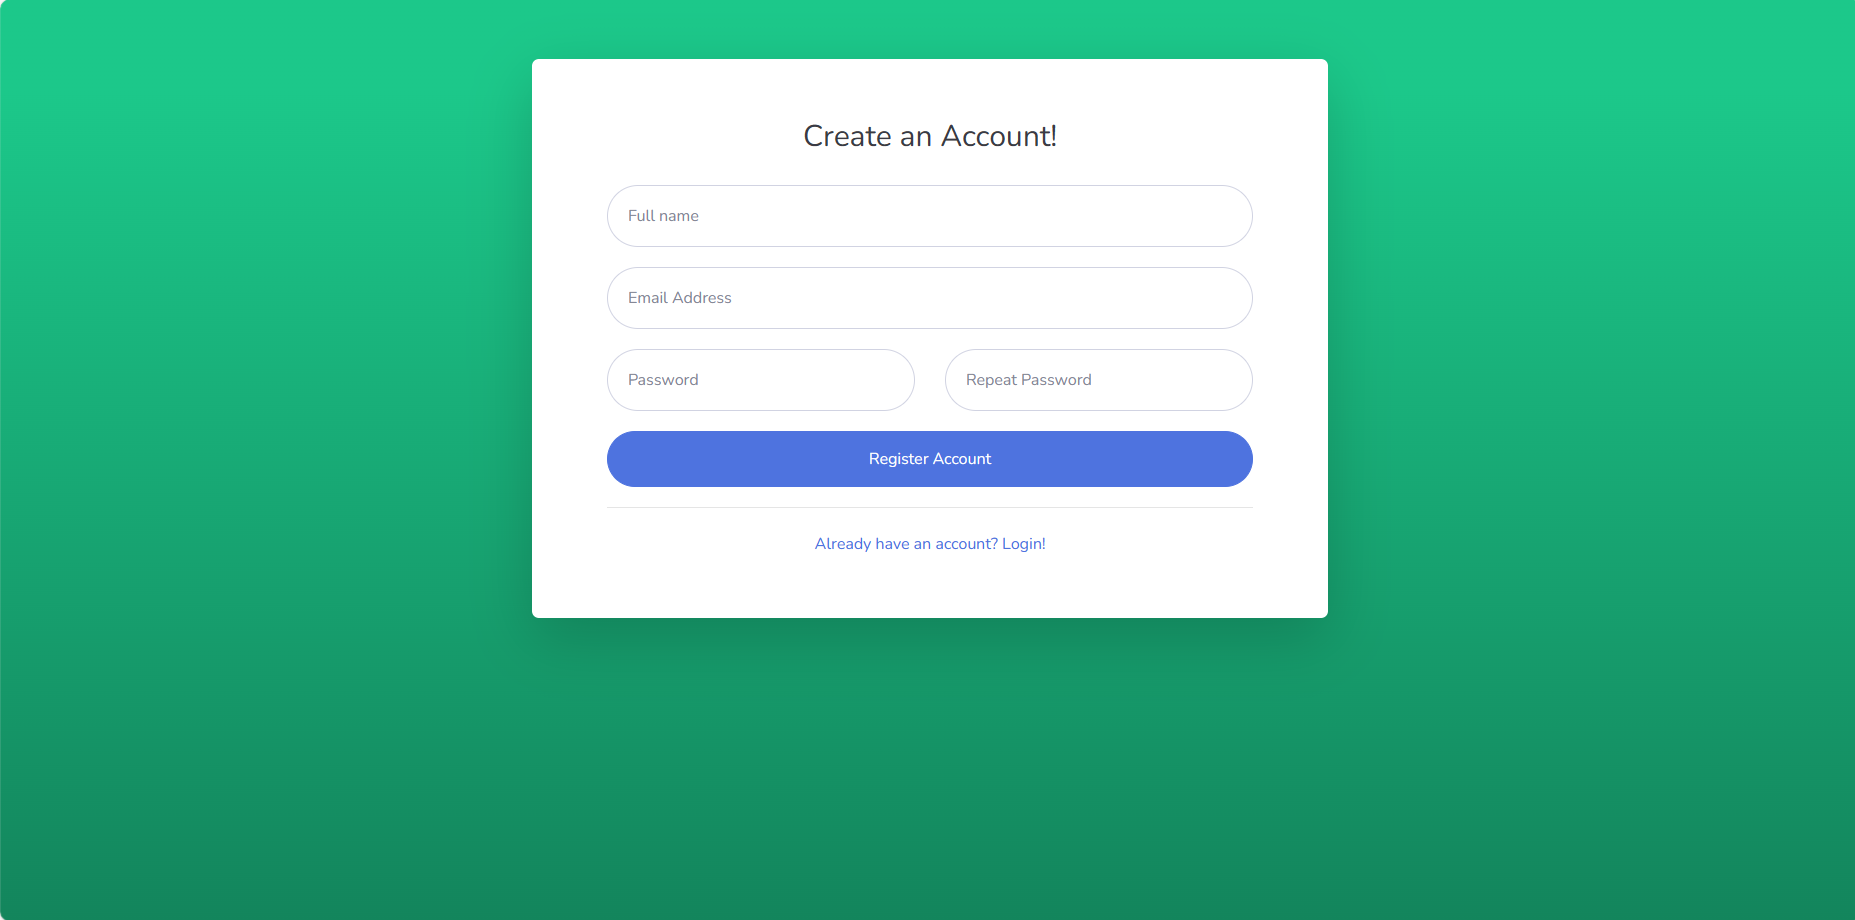 Create an Account!
Full name
Email Address
Password
Repeat Password
Register Account
Already have an account? Login!